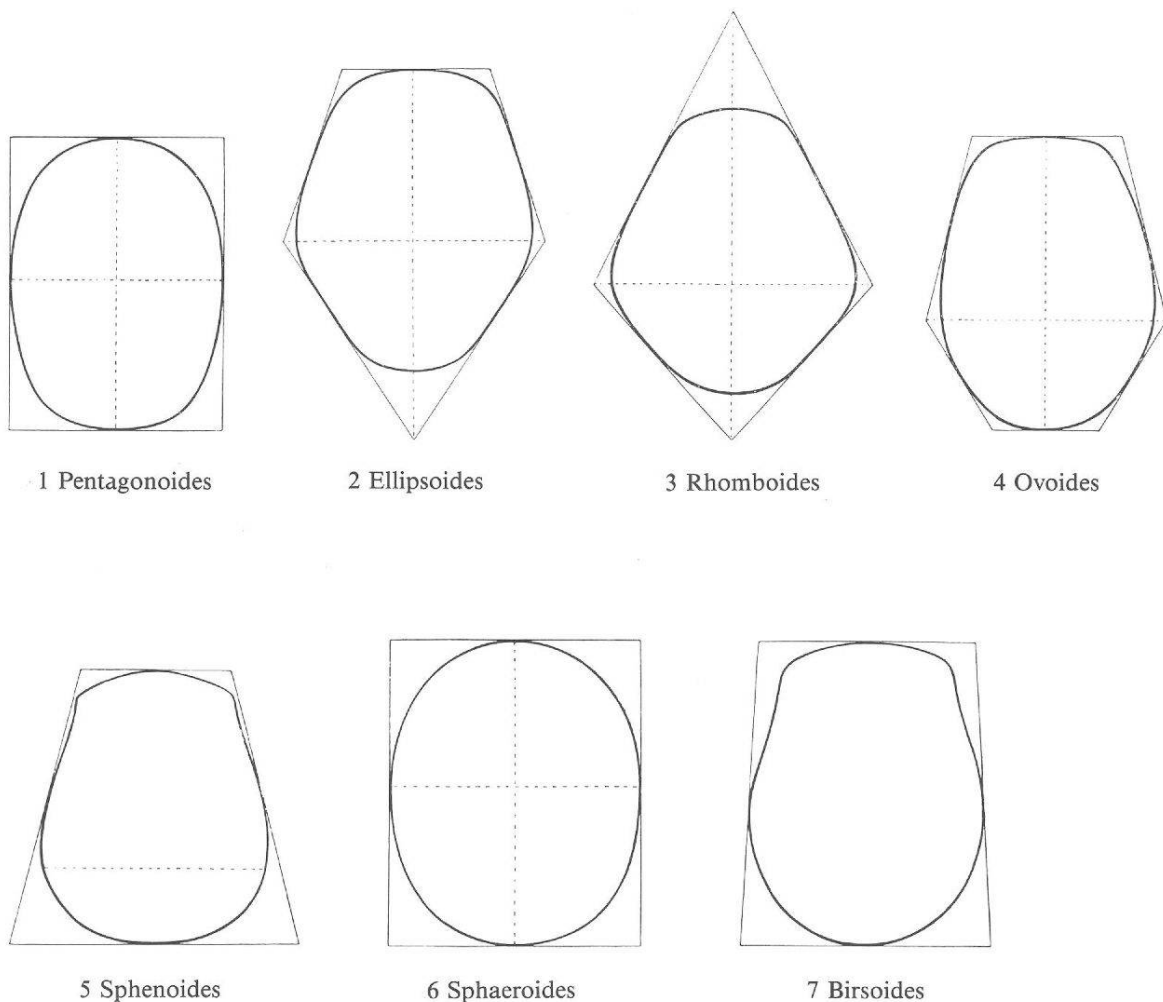 1 Pentagonoides
2 Ellipsoides
3 Rhomboides
4 Ovoides
5 Sphenoides
6 Sphaeroides
7 Birsoides